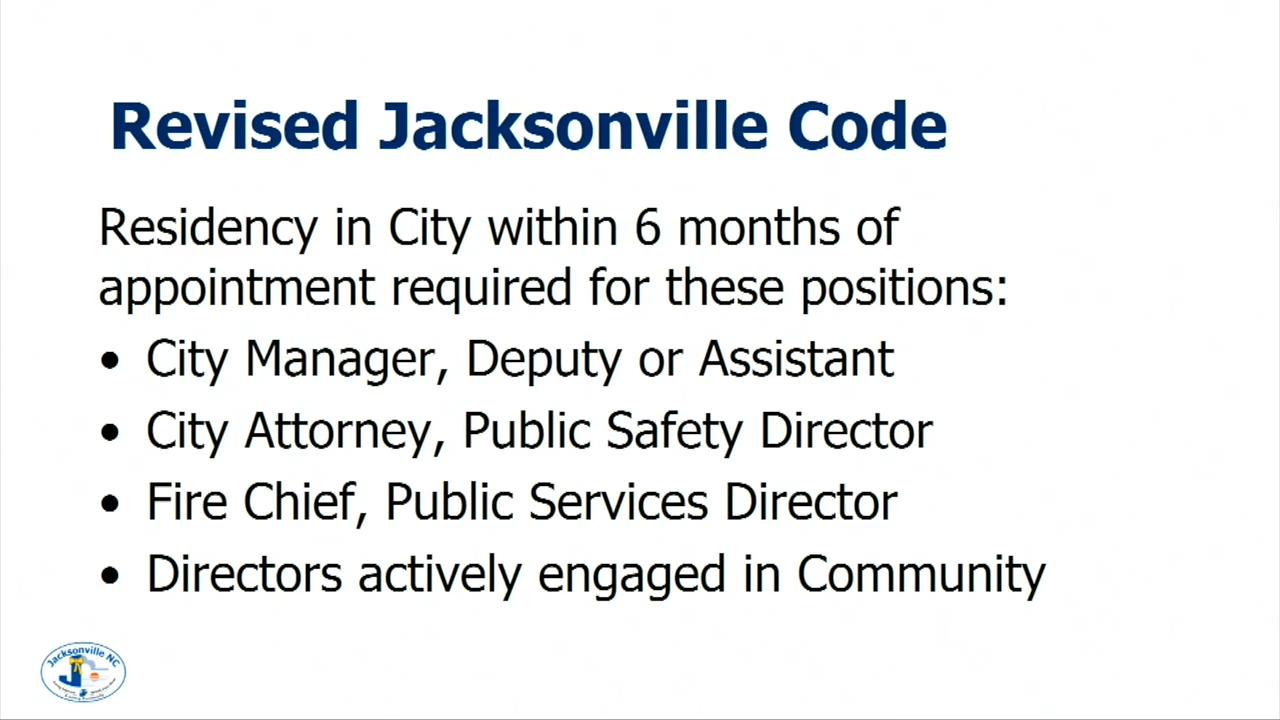 Revised Jacksonville Code
Residency in City within 6 months of
appointment required for these positions:
• City Manager, Deputy or Assistant
• City Attorney, Public Safety Director
• Fire Chief, Public Services Director
• Directors actively engaged in Community
Jacksonville NC